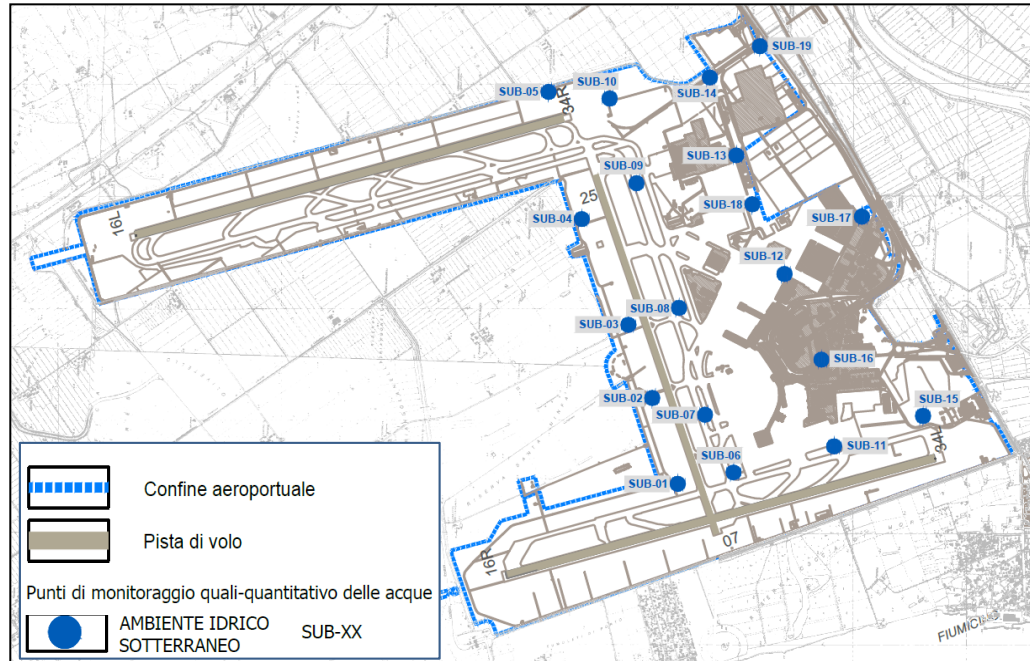 SUB-19
SUB-14
SUB-10
SUB-05
34R
SUB-13
SUB-09
SUB-18
25
SUB-04
SUB-17
16L
SUB-12
SUB-08
SUB-03
SUB-16
SUB-02
SUB-07
SUB-15
SUB-11
34L
SUB-06
SUB-01
07
16R
FIUMICI
Confine aeroportuale
Pista di volo
Punti di monitoraggio quali-quantitativo delle acque
AMBIENTE IDRICO
SOTTERRANEO
SUB-XX